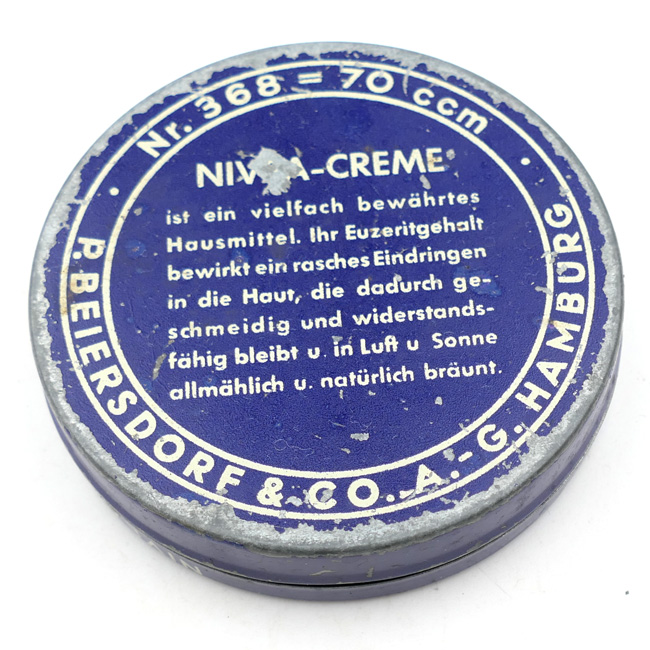 Nr. 368 = 70 ccm
NIVEA-CREME
ist ein vielfach bewährtes
Hausmittel. Ihr Euzeritgehalt
bewirkt ein rasches Eindringen
in die Haut, die dadurch ge-
schmeidig und widerstands-
fähig bleibt u. in Luft u Sonne
allmählich u. natürlich bräunt.
P. BEIERSDORF & CO. A.-G. HAMBURG